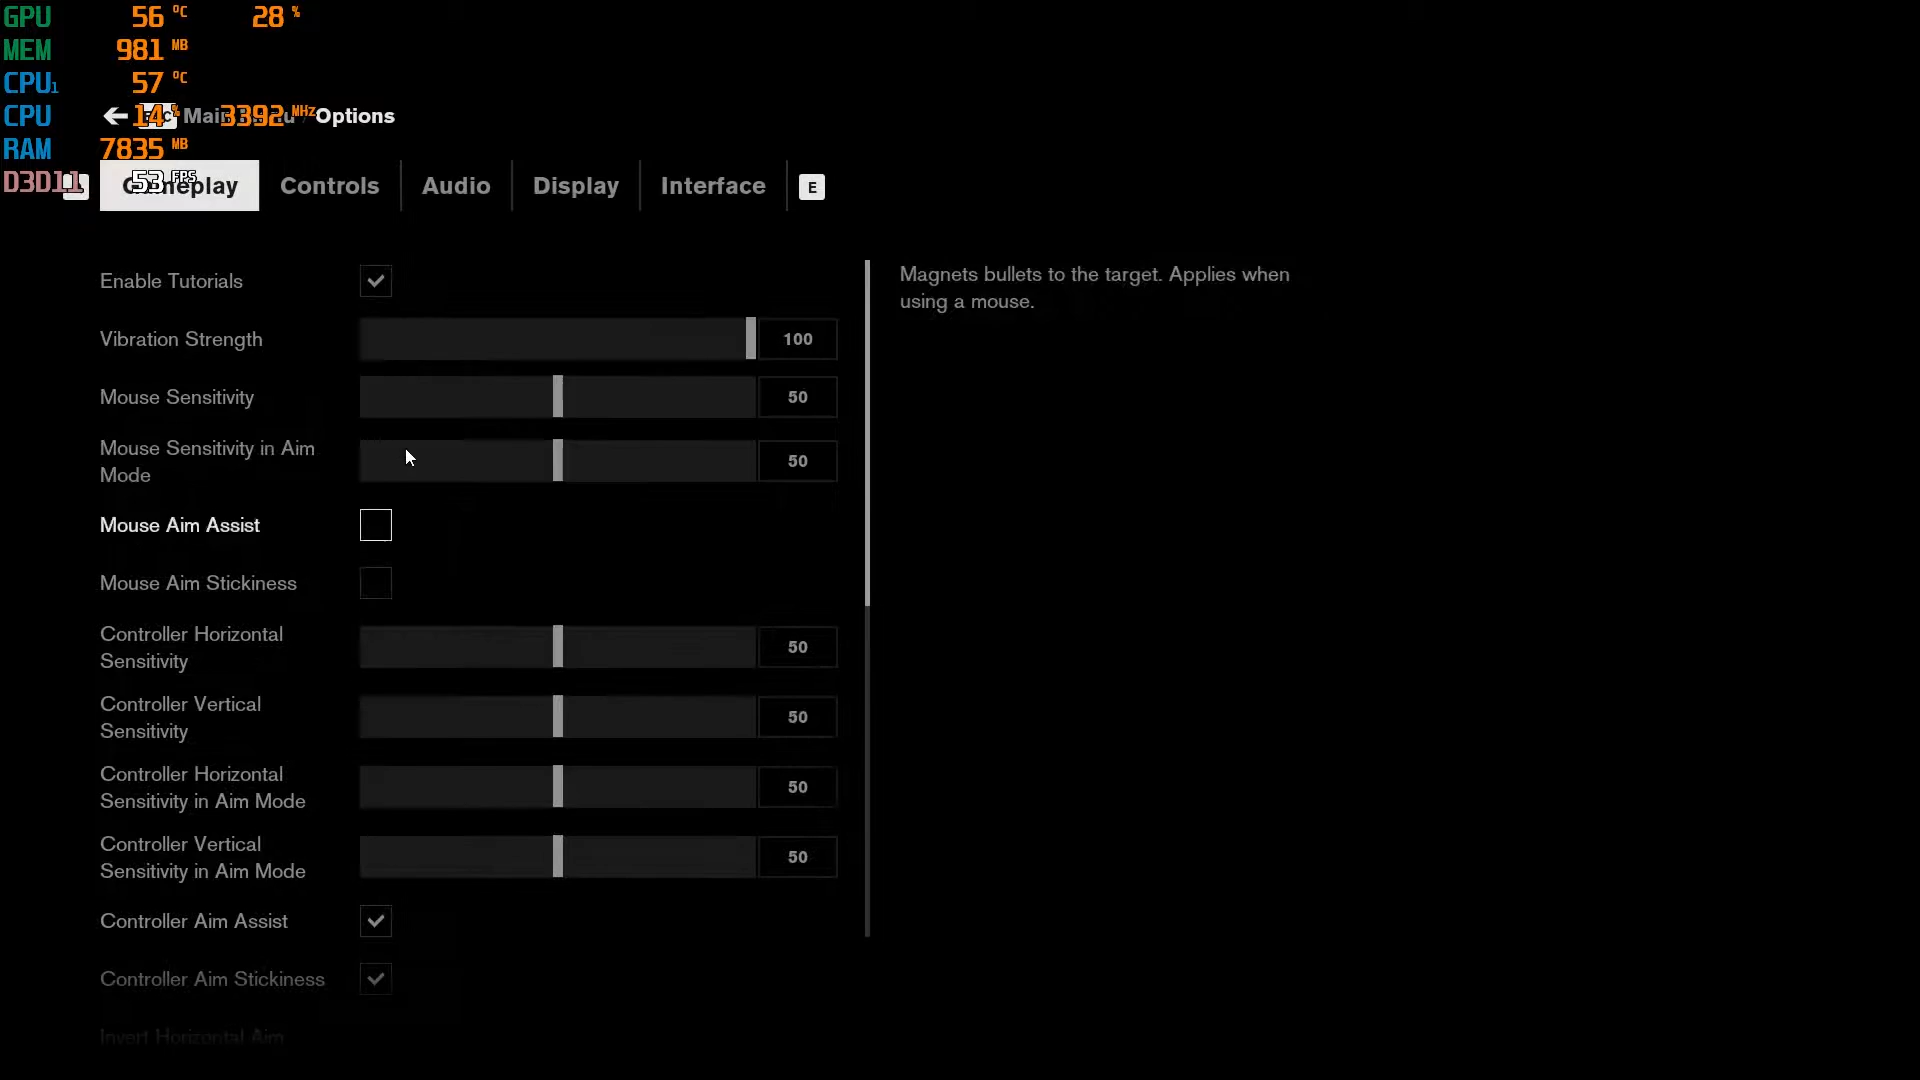 GPU 56 °C 28 %
MEM 981 MB
CPU1 57 °C
CPU 14 % 3392 MHz
Options
RAM 7835 MB
D3D11 53 FPS
Gameplay Controls Audio Display Interface E
Enable Tutorials
Vibration Strength 100
Mouse Sensitivity 50
Mouse Sensitivity in Aim
Mode 50
Mouse Aim Assist
Mouse Aim Stickiness
Controller Horizontal
Sensitivity 50
Controller Vertical
Sensitivity 50
Controller Horizontal
Sensitivity in Aim Mode 50
Controller Vertical
Sensitivity in Aim Mode 50
Controller Aim Assist
Controller Aim Stickiness
Invert Horizontal Aim
Magnets bullets to the target. Applies when
using a mouse.